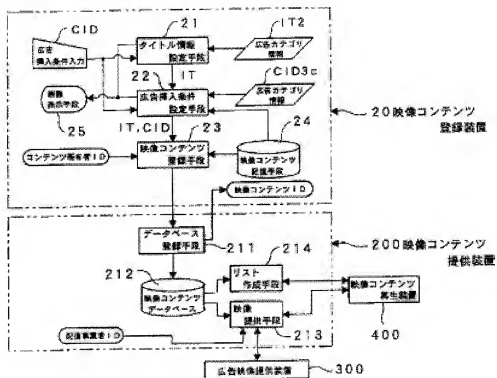 CID
21
IT2
広告
挿入条件入力
タイトル情報
設定手段
広告カテゴリ
情報
22
IT
CID3c
画像
表示手段
広告挿入条件
設定手段
広告カテゴリ
情報
25
IT,CID
23
24
20映像コンテンツ
登録装置
コンテンツ所有者ID
映像コンテンツ
登録手段
映像コンテンツ
記憶手段
映像コンテンツID
データベース
登録手段
211
214
200映像コンテンツ
提供装置
212
リスト
作成手段
映像コンテンツ
データベース
映像コンテンツ
再生装置
映像
提供手段
400
配信事業者ID
213
広告映像提供装置
300